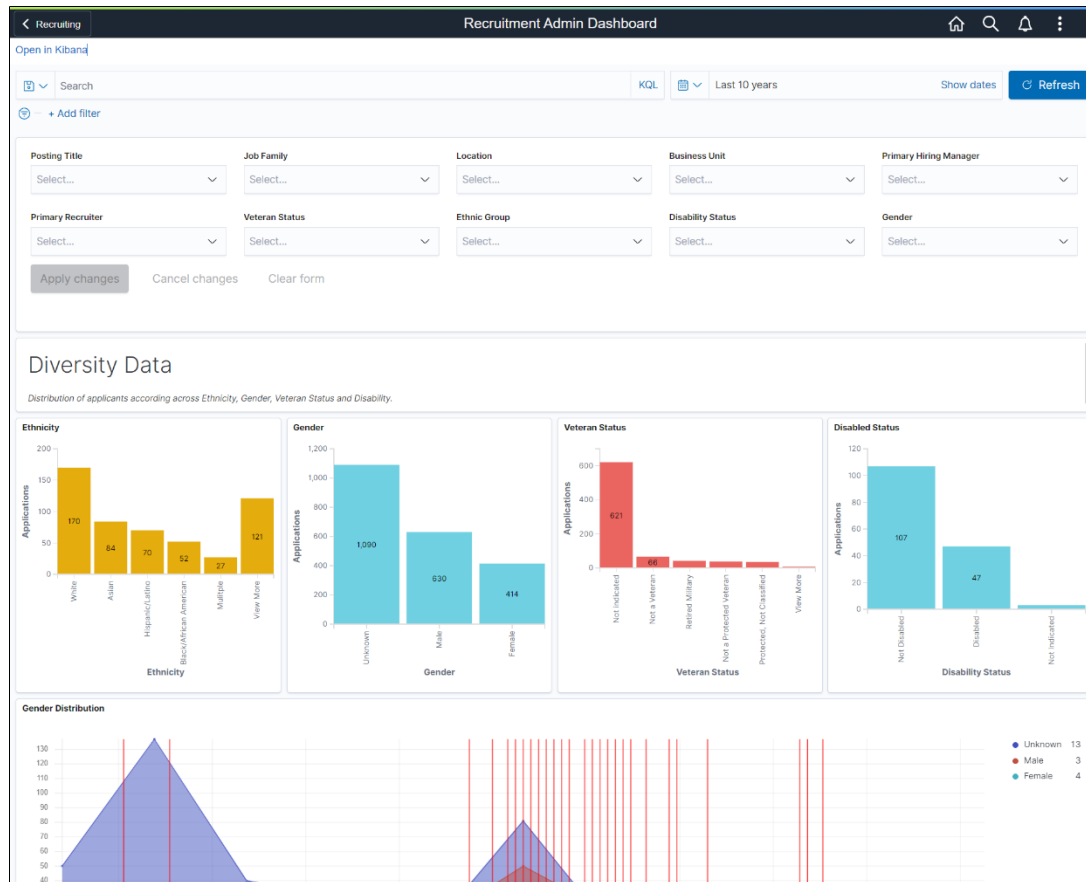 Recruiting
Recruitment Admin Dashboard
Open in Kibana
Search
KQL
Last 10 years
Show dates
Refresh
+ Add filter
Posting Title
Job Family
Location
Business Unit
Primary Hiring Manager
Select...
Select...
Select...
Select...
Select...
Primary Recruiter
Veteran Status
Ethnic Group
Disability Status
Gender
Select...
Select...
Select...
Select...
Select...
Apply changes
Cancel changes
Clear form
Diversity Data
Distribution of applicants according across Ethnicity, Gender, Veteran Status and Disability.
Ethnicity
200
150
100
50
0
Applications
170
84
70
52
27
121
White
Asian
Hispanic/Latino
Black/African American
Mulitple
View More
Ethnicity
Gender
1,200
1,000
800
600
400
200
0
Applications
1,090
630
414
Unknown
Male
Female
Gender
Veteran Status
600
400
200
0
Applications
621
66
Not Indicated
Not a Veteran
Retired Military
Not a Protected Veteran
Protected, Not Classified
View More
Veteran Status
Disabled Status
120
100
80
60
40
20
0
Applications
107
47
Not Disabled
Disabled
Not Indicated
Disability Status
Gender Distribution
130
120
110
100
90
80
70
60
50
40
Unknown 13
Male 3
Female 4